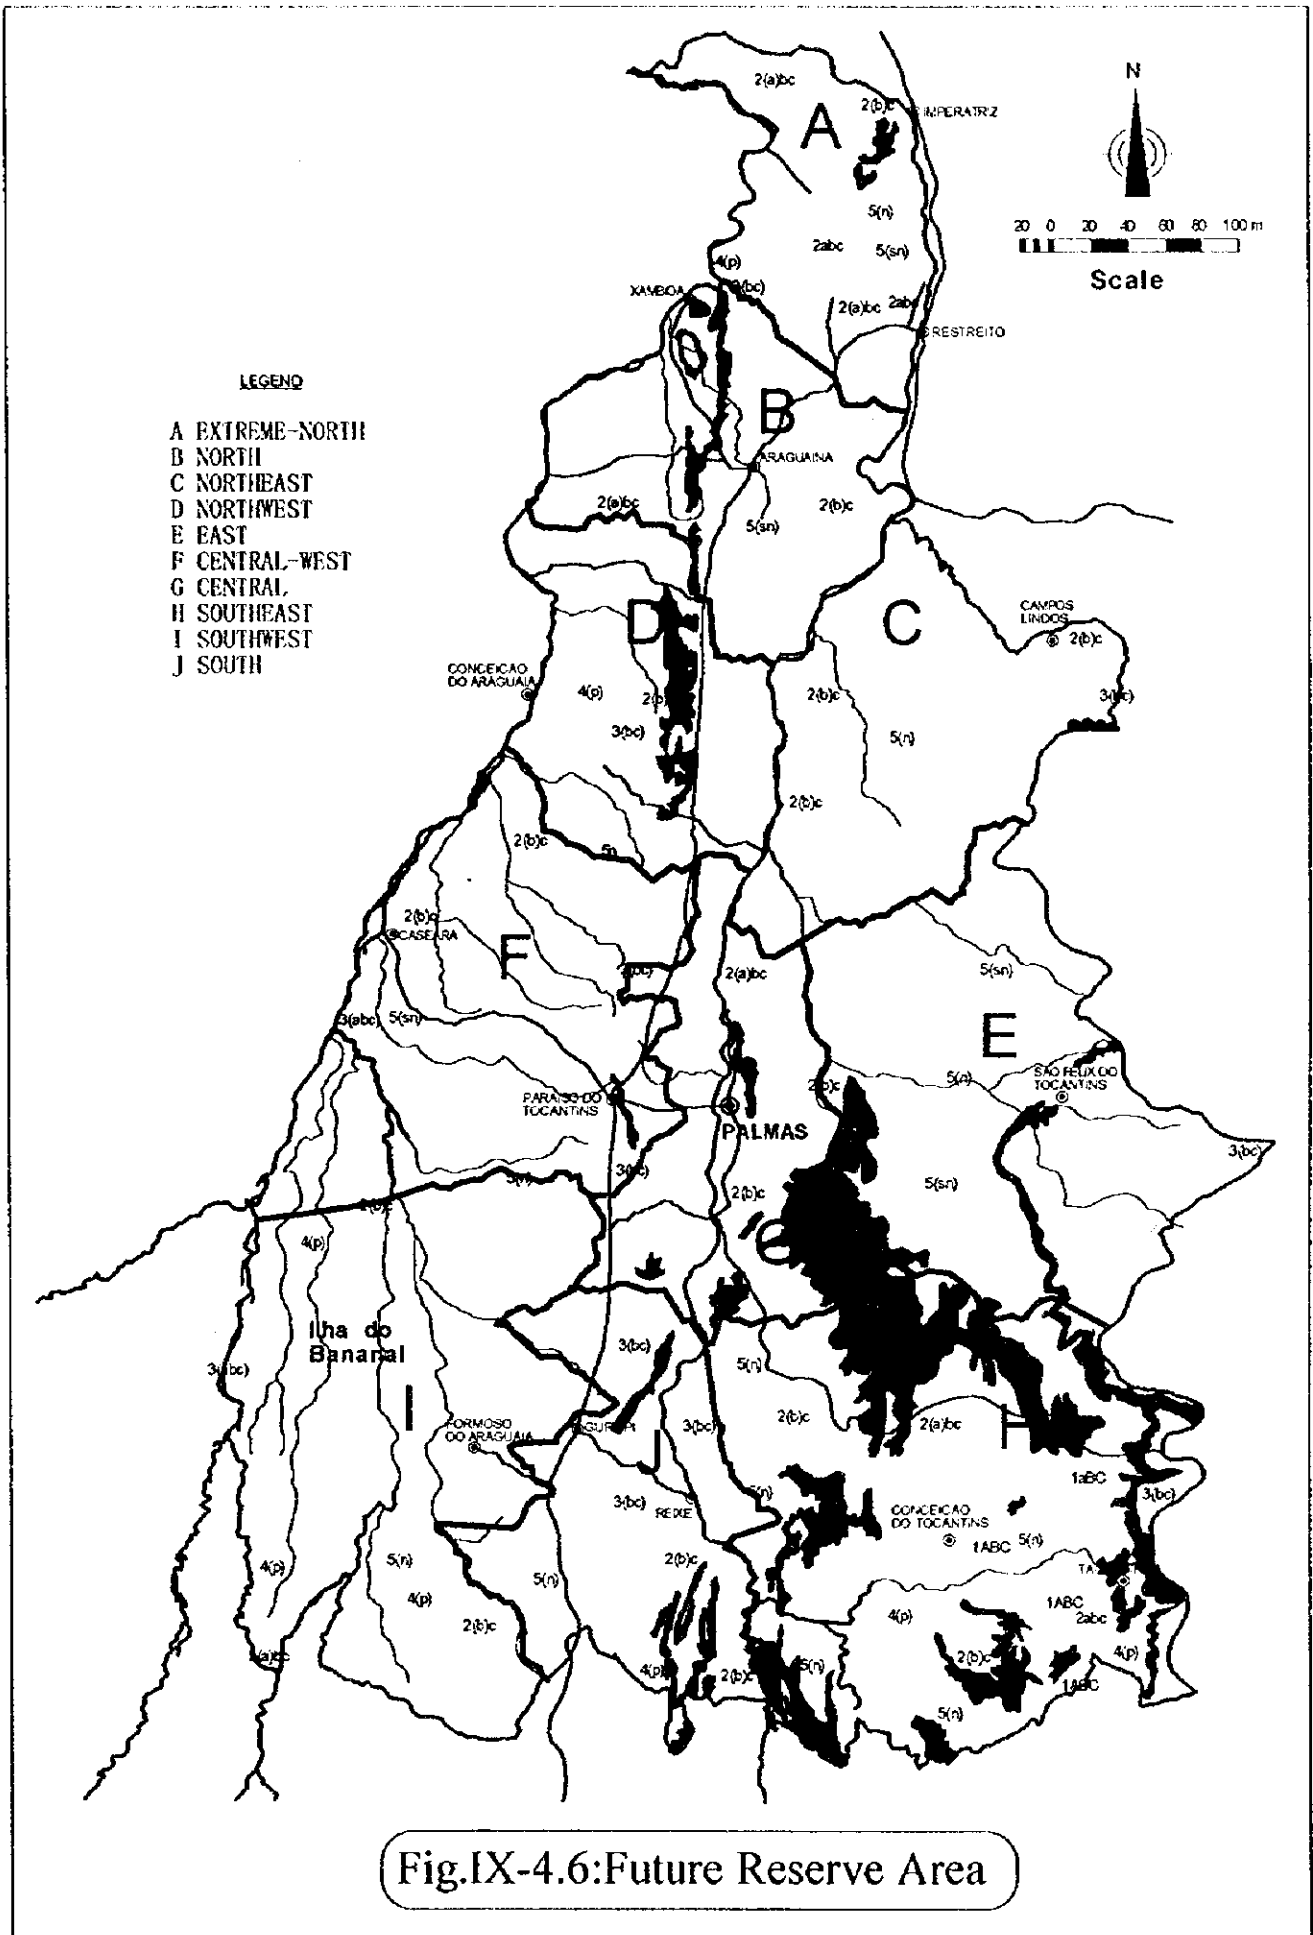 2(a)bc
2(b)c
IMPERATRIZ
A
N
5(n)
2abc
5(sn)
20 0 20 40 60 80 100 m
Scale
4(p)
XAMBIOA
2(a)bc
2abc
RESTREITO
LEGEND
A EXTREME-NORTH
B NORTH
C NORTHEAST
D NORTHWEST
E EAST
F CENTRAL-WEST
G CENTRAL
H SOUTHEAST
I SOUTHWEST
J SOUTH
B
ARAGUAINA
2(a)bc
5(sn)
2(b)c
D
C
CAMPOS
LINDOS
2(b)c
CONCEICAO
DO ARAGUAIA
4(p)
3(bc)
2(b)c
5(n)
2(b)c
2(b)c
5n
2(b)c
CASEARA
F
2(a)bc
5(sn)
3(abc)
5(sn)
E
5(n)
SAO FELIX DO
TOCANTINS
2(b)c
PARAISO DO
TOCANTINS
PALMAS
3(bc)
3(bc)
5(sn)
2(b)c
2(b)c
4(p)
G
Ilha do
Bananal
3(bc)
5(n)
I
2(b)c
2(a)bc
H
FORMOSO
DO ARAGUAIA
3(bc)
J
1aBC
3(bc)
3(bc)
CONCEICAO
DO TOCANTINS
1ABC
5(n)
4(p)
5(n)
4(p)
5(n)
2(b)c
2(b)c
4(p)
1ABC
2abc
4(p)
2(b)c
4(p)
2(b)c
5(n)
1ABC
5(n)
Fig.IX-4.6:Future Reserve Area